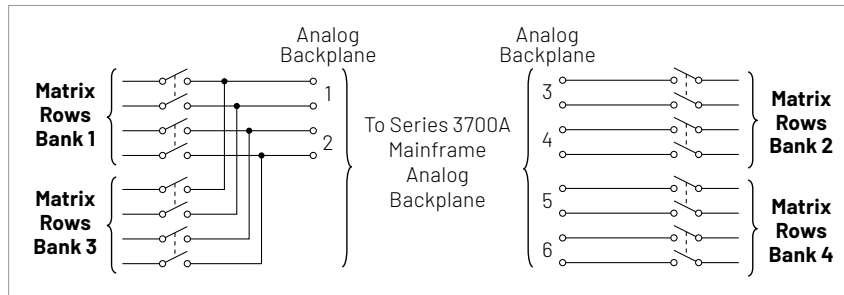 Analog
Backplane
Analog
Backplane
Matrix
Rows
Bank 1
1
2
Matrix
Rows
Bank 3
To Series 3700A
Mainframe
Analog
Backplane
3
4
5
6
Matrix
Rows
Bank 2
Matrix
Rows
Bank 4